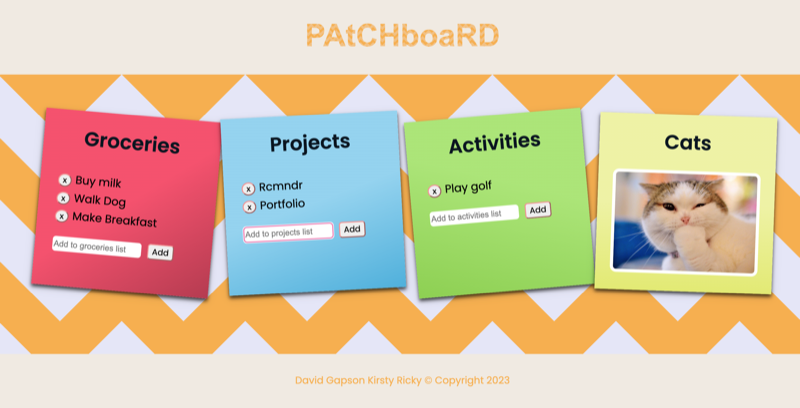 PAtCHboaRD
Groceries
x Buy milk
x Walk Dog
x Make Breakfast
Add to groceries list Add
Projects
x Rcmndr
x Portfolio
Add to projects list Add
Activities
x Play golf
Add to activities list Add
Cats
David Gapson Kirsty Ricky © Copyright 2023